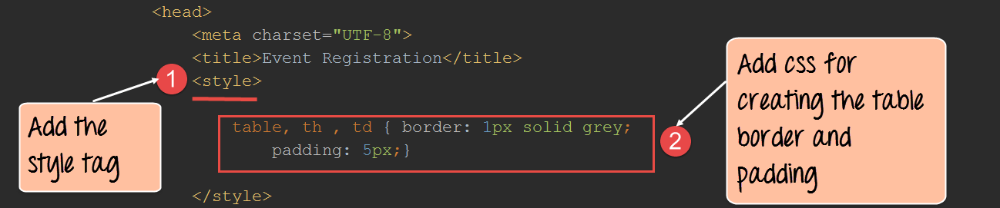 <head>
<meta charset="UTF-8">
<title>Event Registration</title>
1 <style>
Add the
style tag
table, th , td { border: 1px solid grey;
padding: 5px;}
</style>
2
Add css for
creating the table
border and
padding